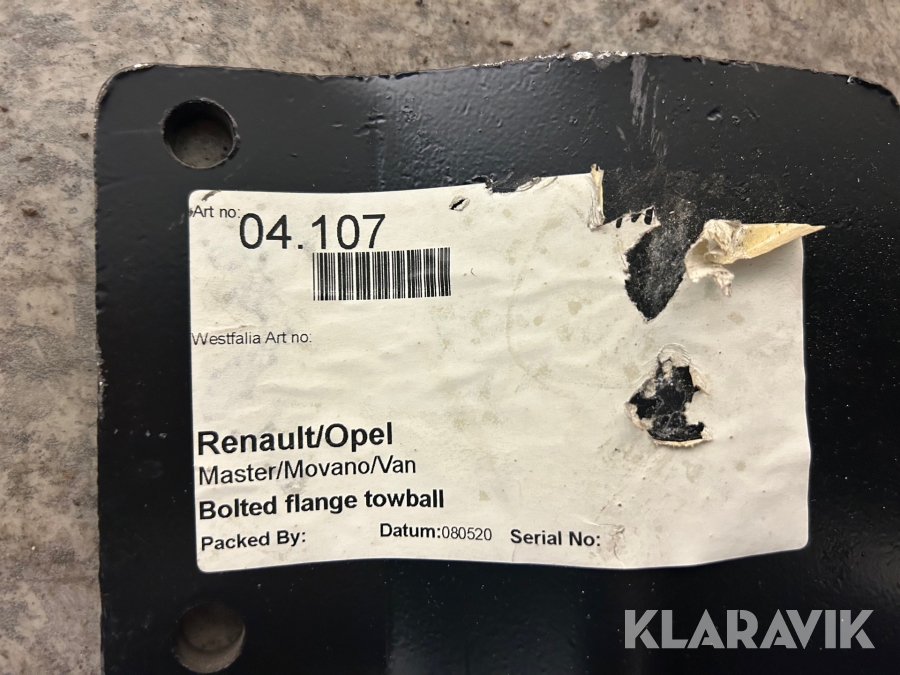 Art no:
04.107
Westfalia Art no:
Renault/Opel
Master/Movano/Van
Bolted flange towball
Packed By: Datum:080520 Serial No:
KLARAVIK